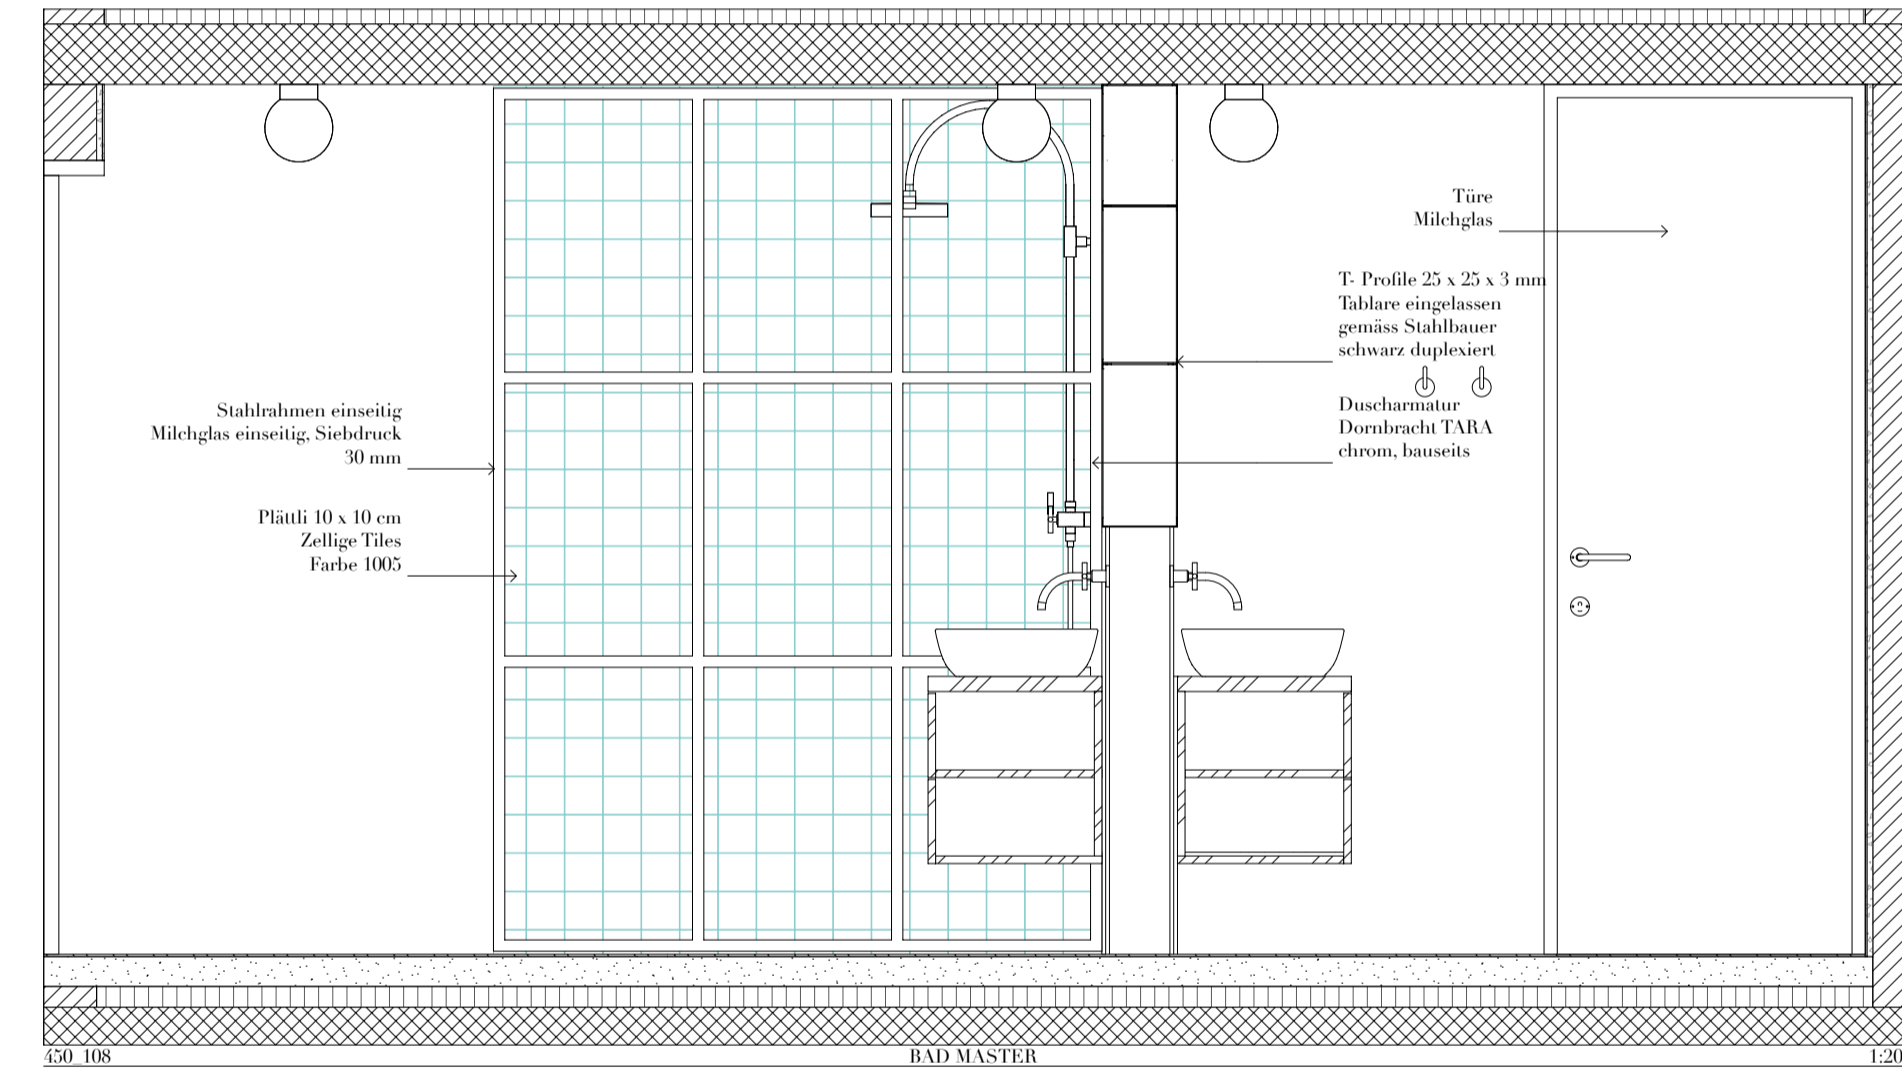 Türe
Milchglas
T- Profile 25 x 25 x 3 mm
Tablare eingelassen
gemäss Stahlbauer
schwarz duplexiert
Stahlrahmen einseitig
Milchglas einseitig, Siebdruck
30 mm
Duscharmatur
Dornbracht TARA
chrom, bauseits
Plättli 10 x 10 cm
Zellige Tiles
Farbe 1005
450_108
BAD MASTER
1:20